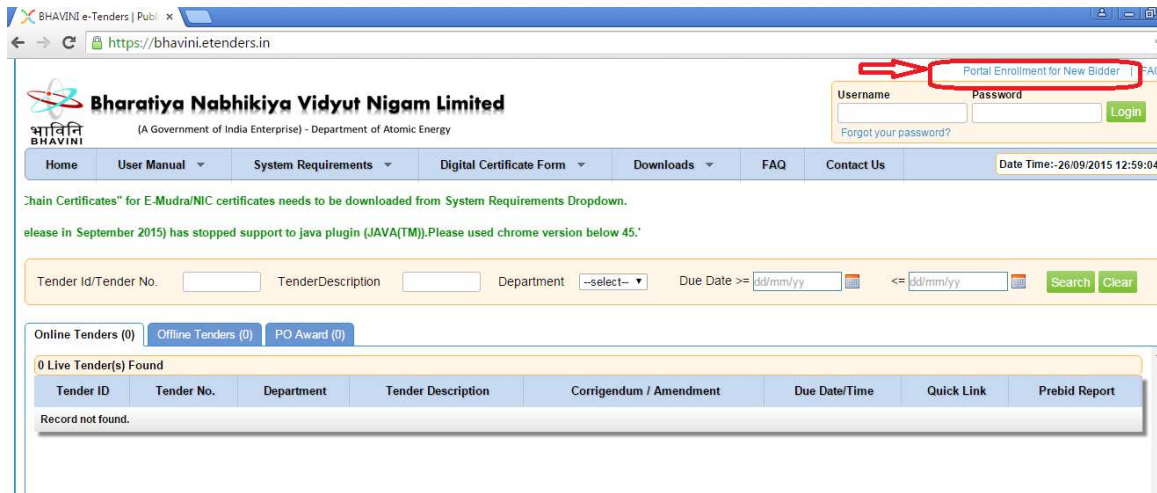 BHAVINI e-Tenders | Publ
https://bhavini.etenders.in
Portal Enrollment for New Bidder | FAQ
Bharatiya Nabhikiya Vidyut Nigam Limited
(A Government of India Enterprise) - Department of Atomic Energy
भाविनि
BHAVINI
Username Password
Login
Forgot your password?
Home User Manual System Requirements Digital Certificate Form Downloads FAQ Contact Us Date Time:-26/09/2015 12:59:04
Chain Certificates" for E-Mudra/NIC certificates needs to be downloaded from System Requirements Dropdown.
elease in September 2015) has stopped support to java plugin (JAVA(TM)).Please used chrome version below 45.'
Tender Id/Tender No. TenderDescription Department --select-- Due Date >= dd/mm/yy <= dd/mm/yy Search Clear
Online Tenders (0) Offline Tenders (0) PO Award (0)
0 Live Tender(s) Found
Tender ID Tender No. Department Tender Description Corrigendum / Amendment Due Date/Time Quick Link Prebid Report
Record not found.